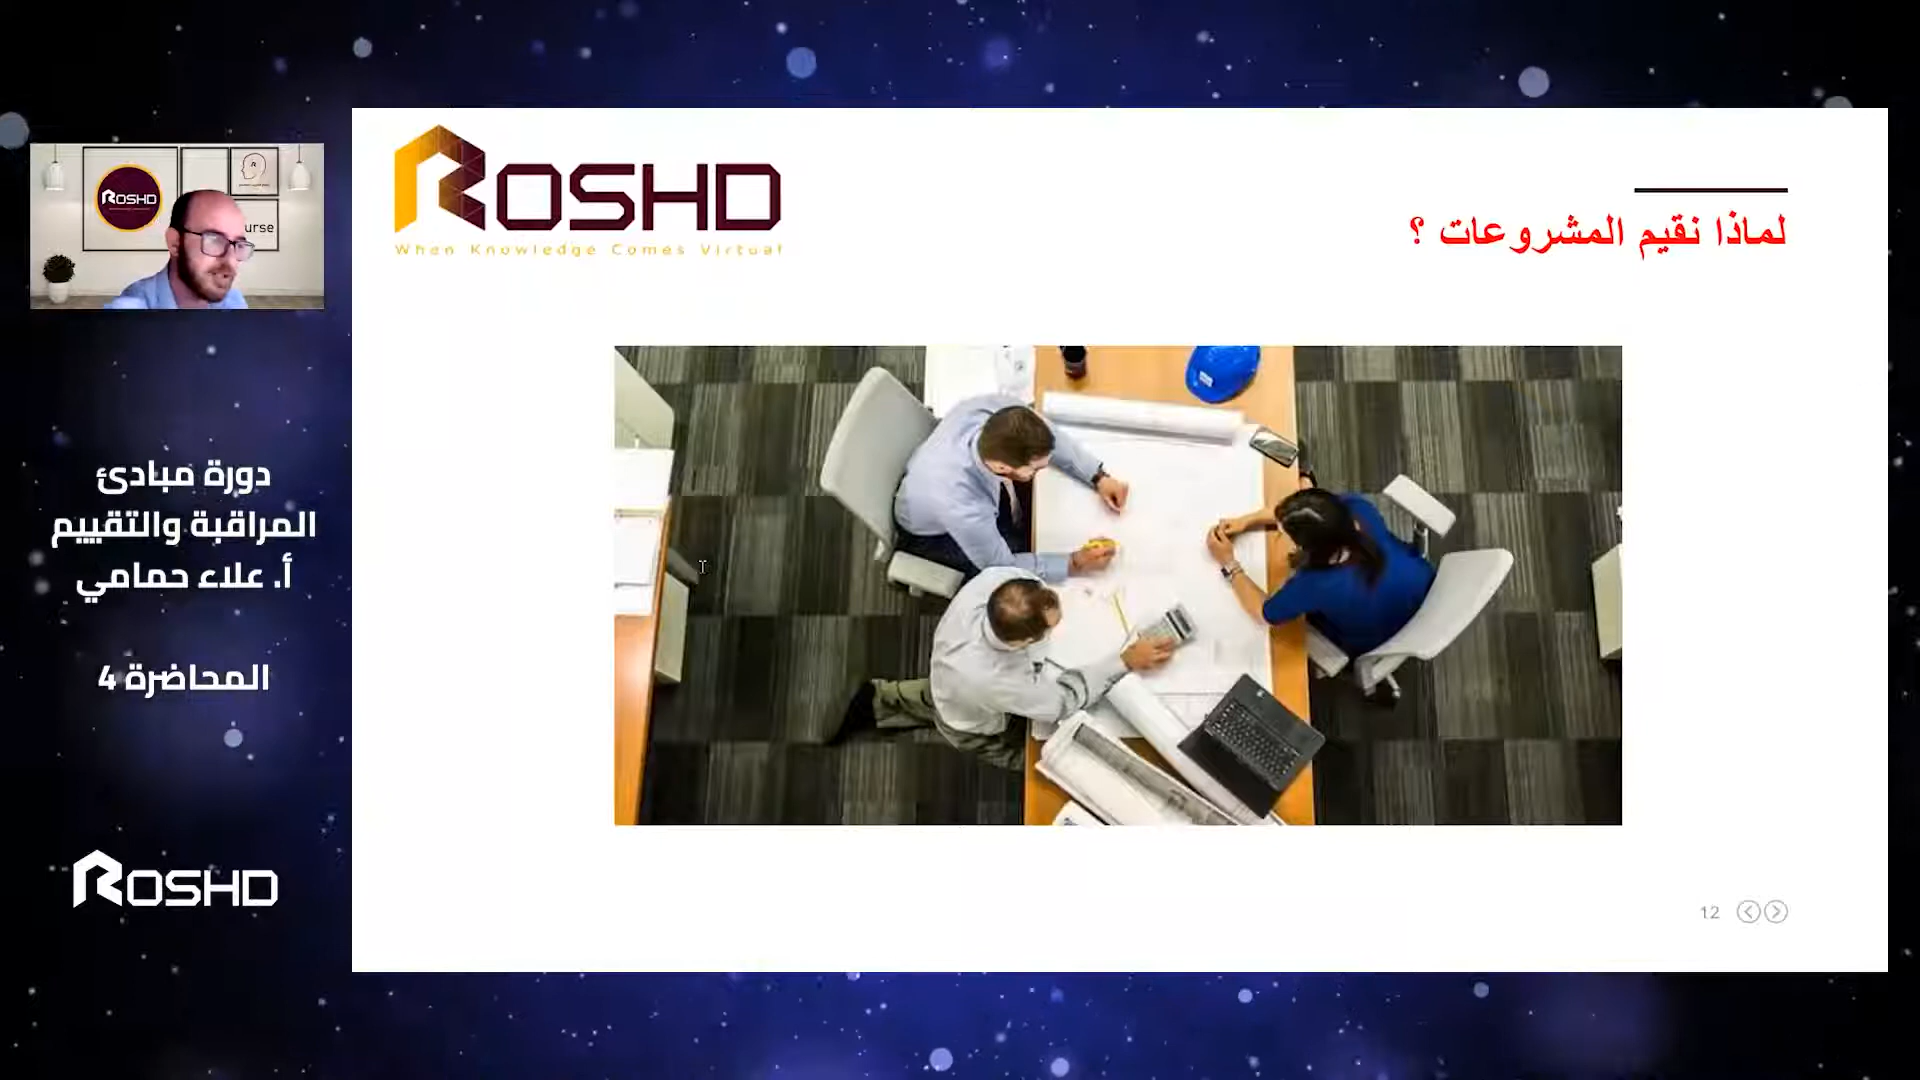 ROSHD
When Knowledge Comes Virtual
لماذا نقيم المشروعات ؟
ROSHD
urse
دورة مبادئ
المراقبة والتقييم
أ. علاء حمامي
المحاضرة 4
ROSHD
12